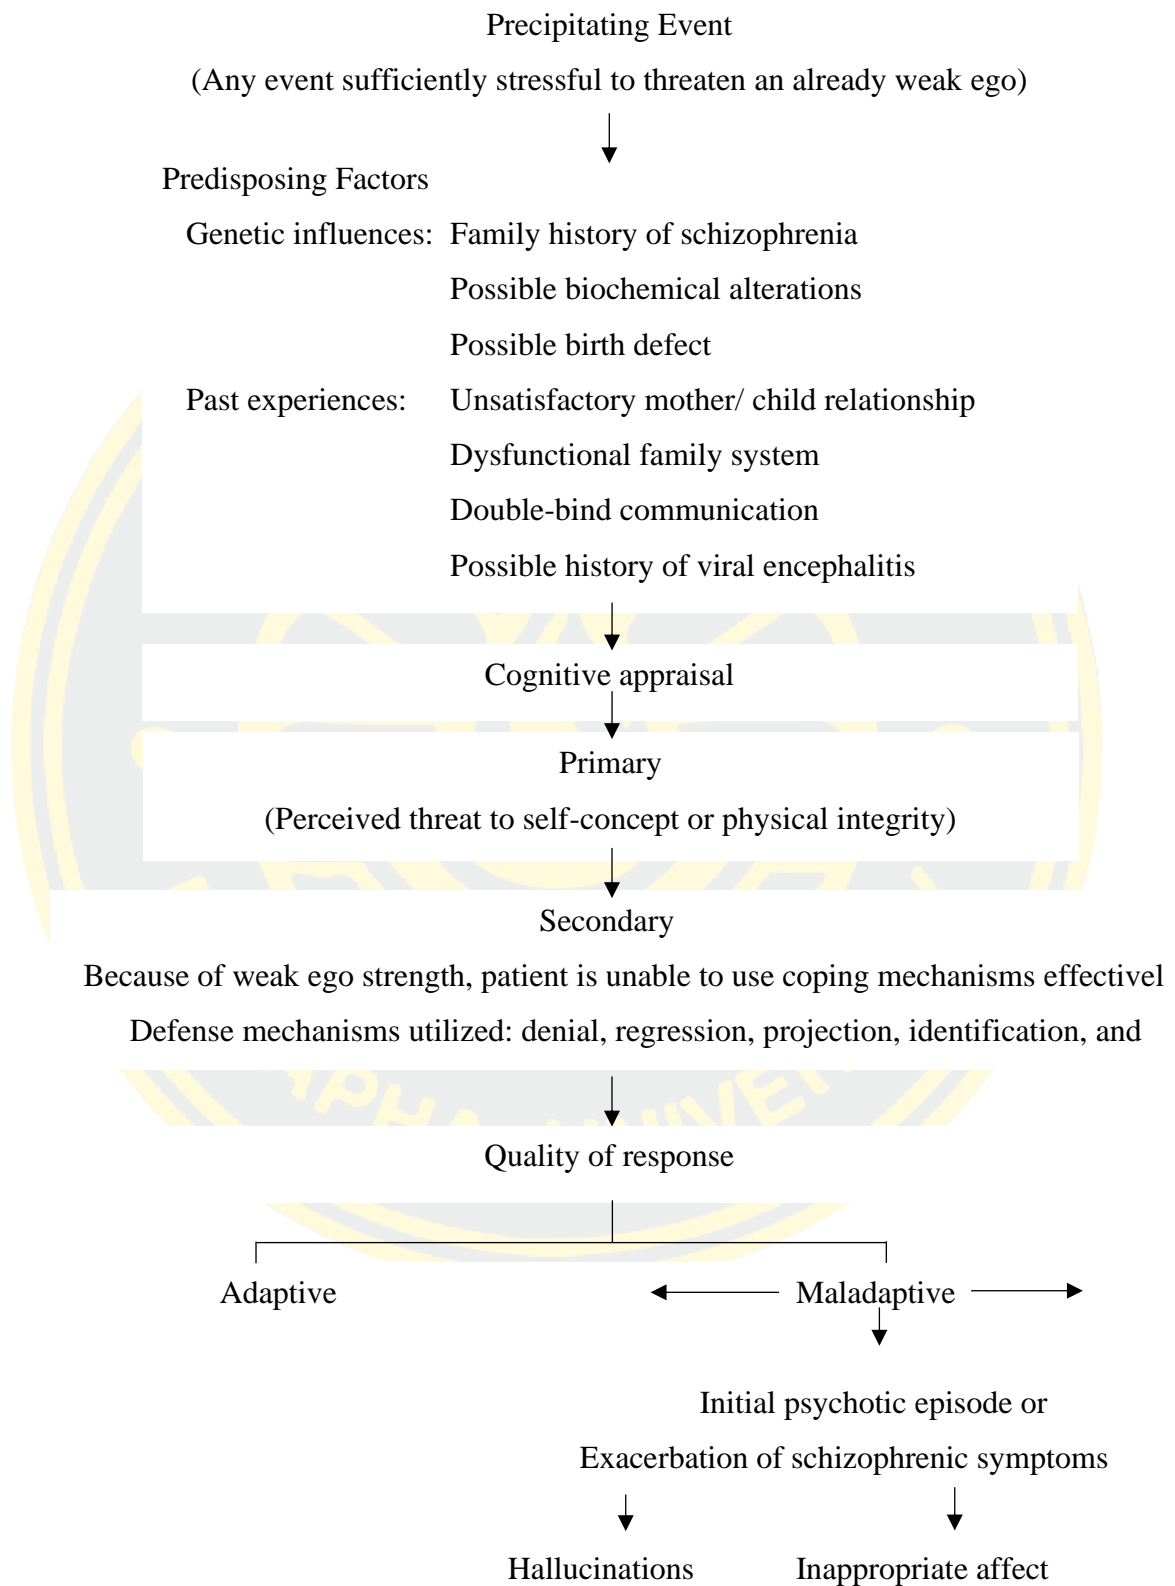 Precipitating Event
(Any event sufficiently stressful to threaten an already weak ego)
Predisposing Factors
Genetic influences: Family history of schizophrenia
Possible biochemical alterations
Possible birth defect
Past experiences: Unsatisfactory mother/ child relationship
Dysfunctional family system
Double-bind communication
Possible history of viral encephalitis
Cognitive appraisal
Primary
(Perceived threat to self-concept or physical integrity)
Secondary
Because of weak ego strength, patient is unable to use coping mechanisms effectivel
Defense mechanisms utilized: denial, regression, projection, identification, and
Quality of response
Adaptive Maladaptive
Initial psychotic episode or
Exacerbation of schizophrenic symptoms
Hallucinations Inappropriate affect